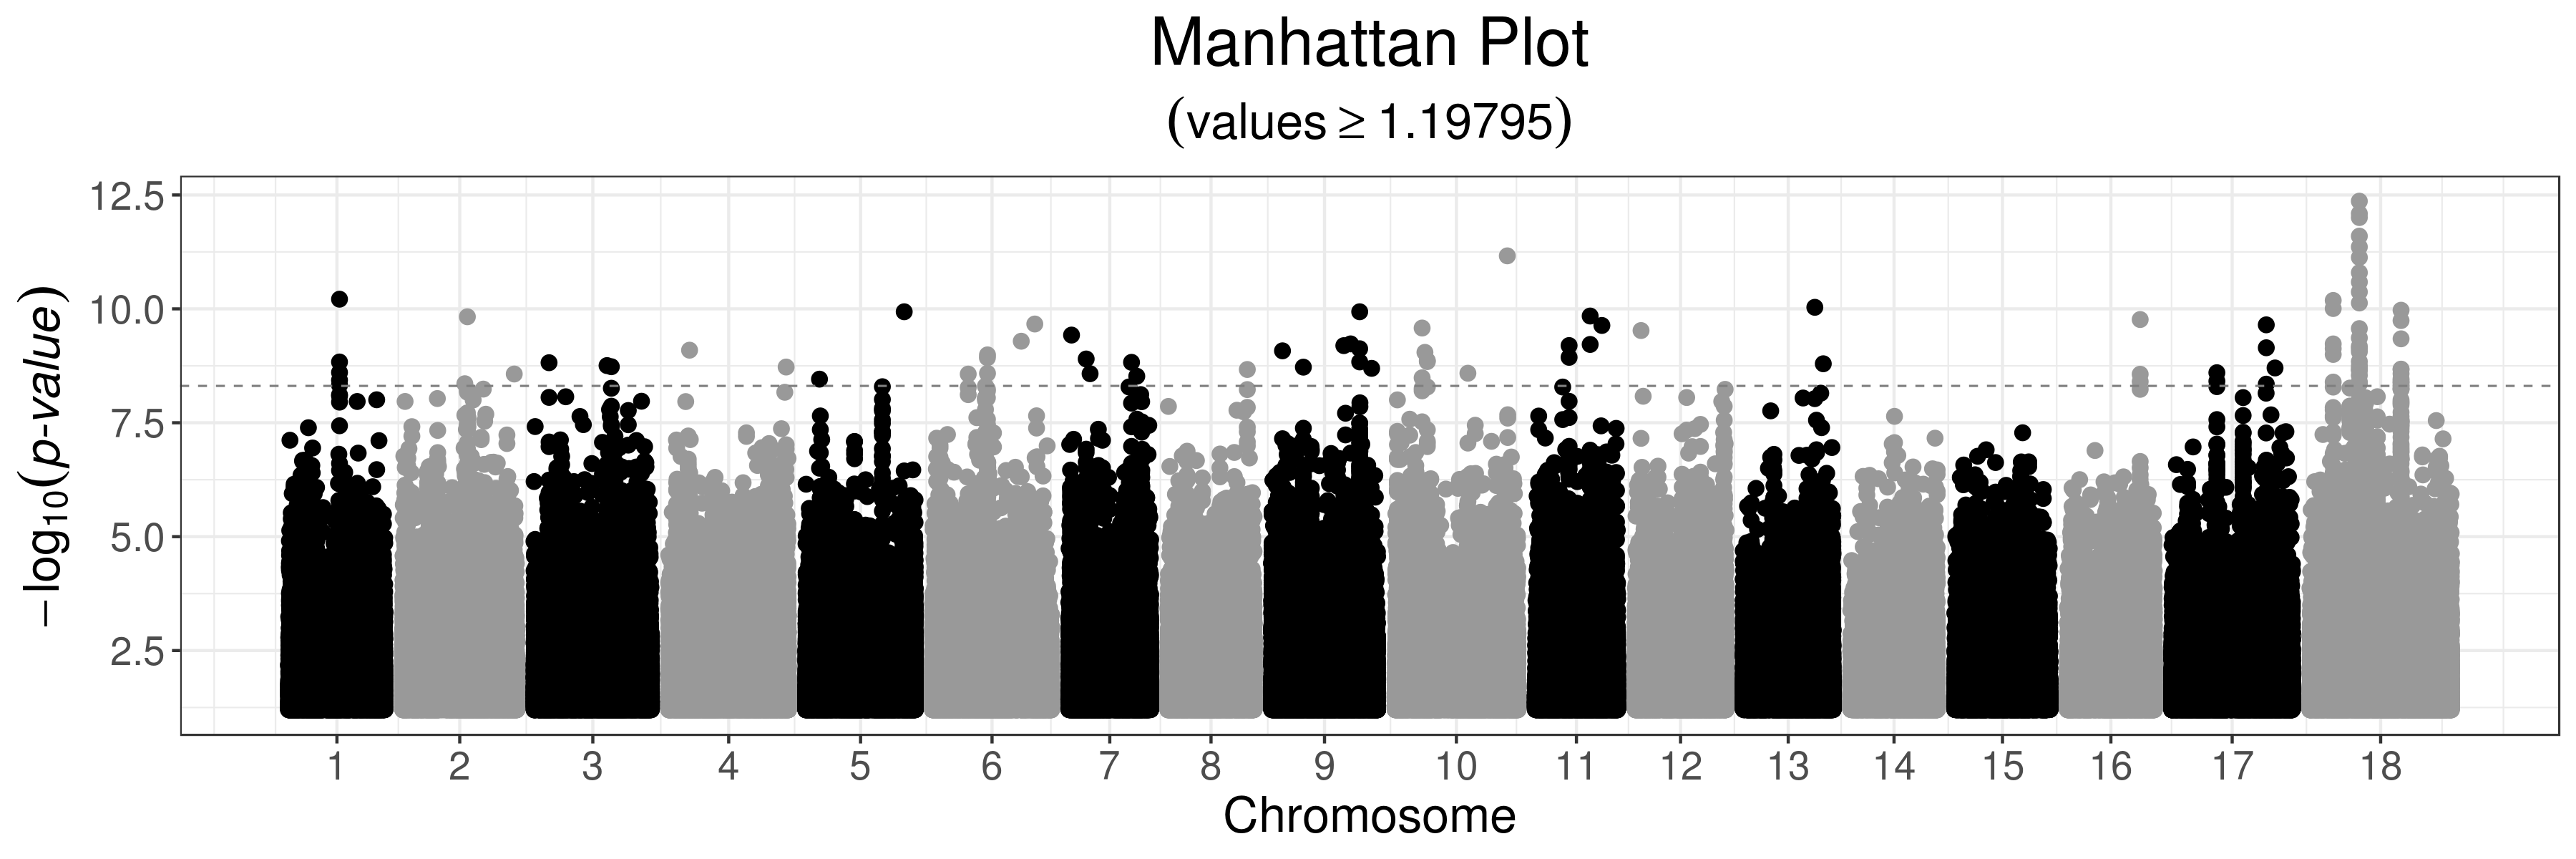 Manhattan Plot
(values ≥ 1.19795)
12.5
10.0
7.5
5.0
2.5
−log10(p-value)
1 2 3 4 5 6 7 8 9 10 11 12 13 14 15 16 17 18
Chromosome